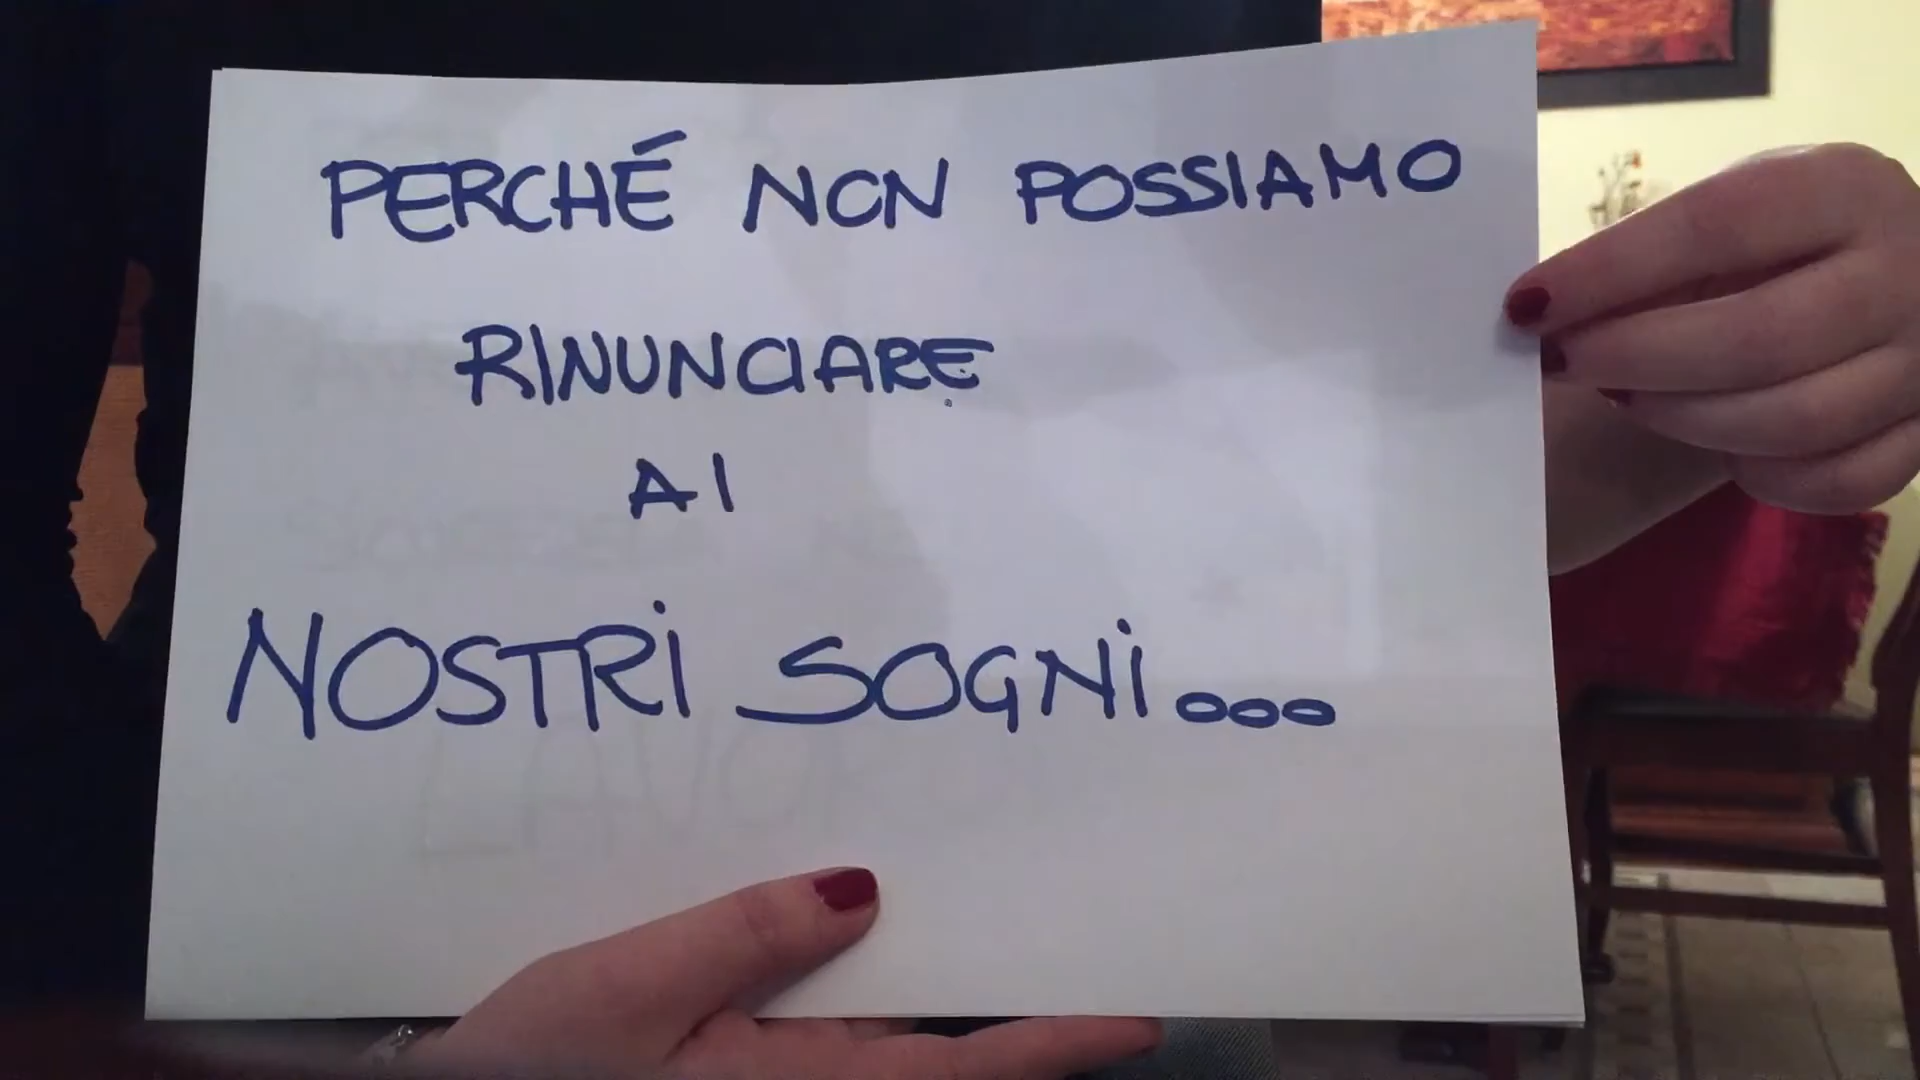 PERCHÉ NON POSSIAMO
RINUNCIARE
AI
NOSTRI SOGNI...